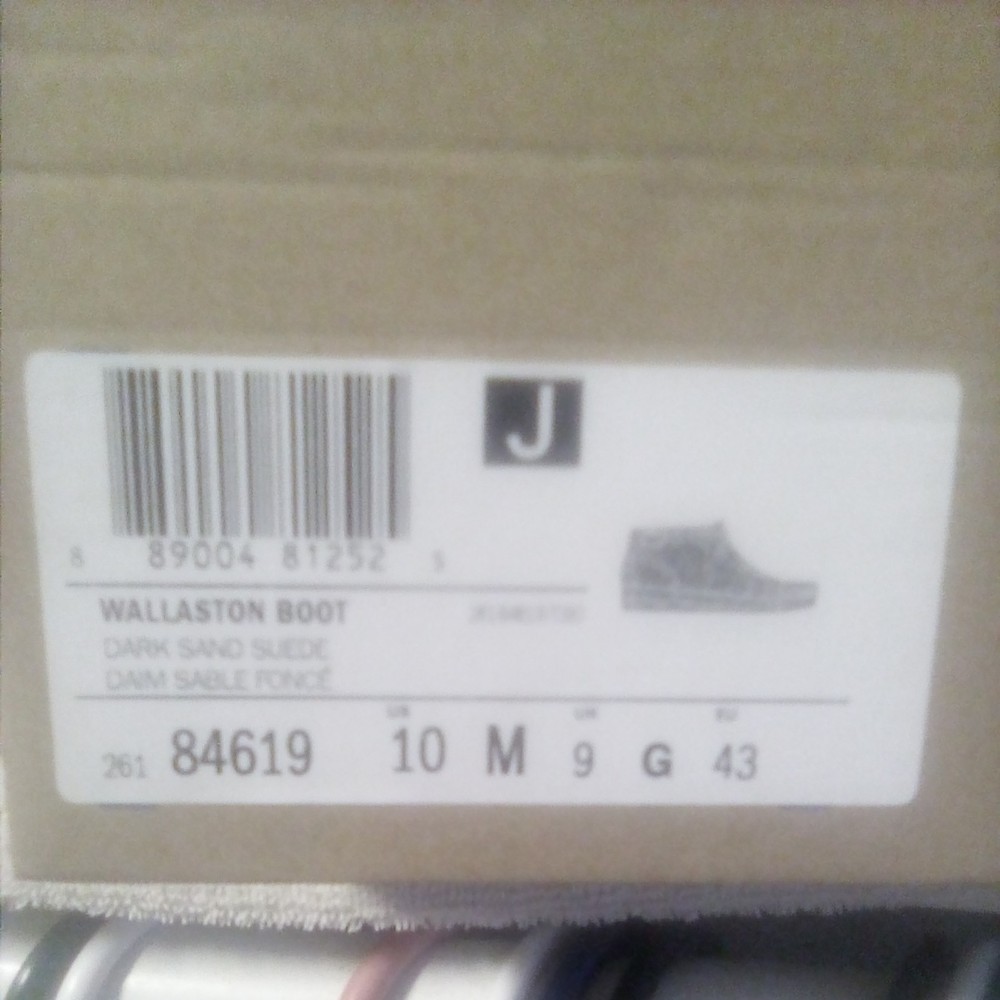 J
8 89004 81252 5
WALLASTON BOOT
DARK SAND SUEDE
DAIM SABLE FONCÉ
US UK EU
261 84619 10 M 9 G 43